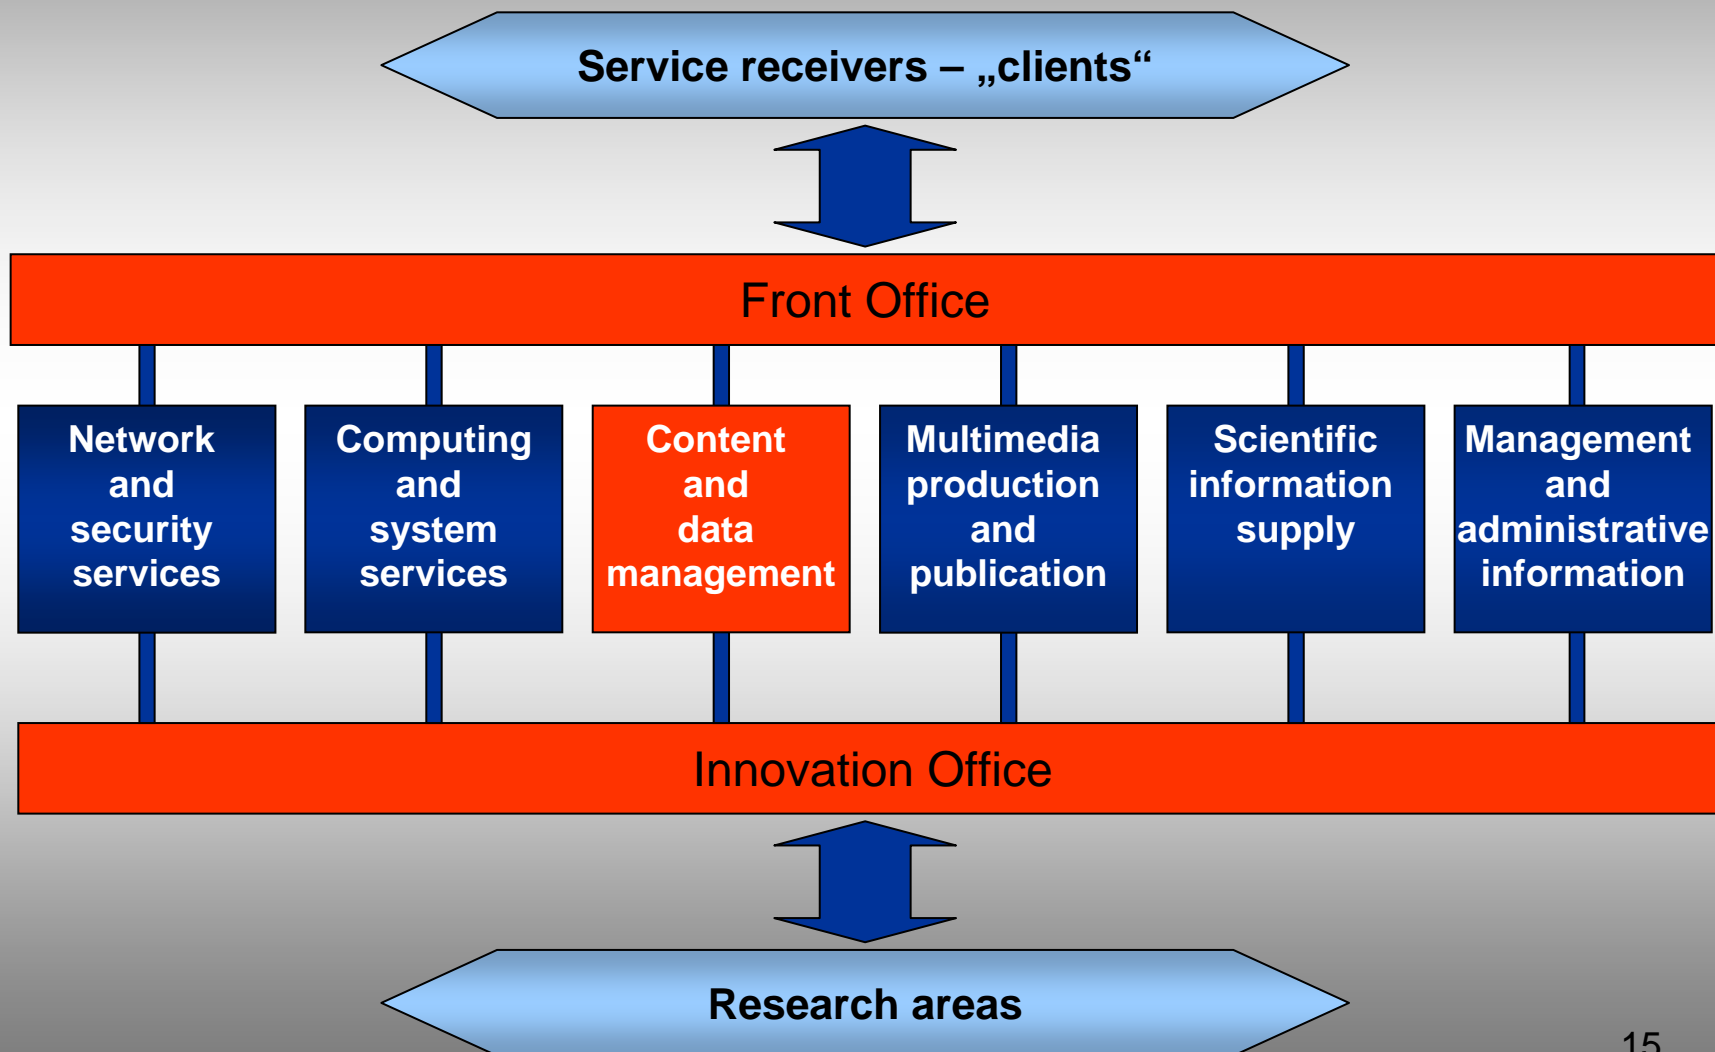 Service receivers – „clients“
Front Office
Network
and
security
services
Computing
and
system
services
Content
and
data
management
Multimedia
production
and
publication
Scientific
information
supply
Management
and
administrative
information
Innovation Office
Research areas
15